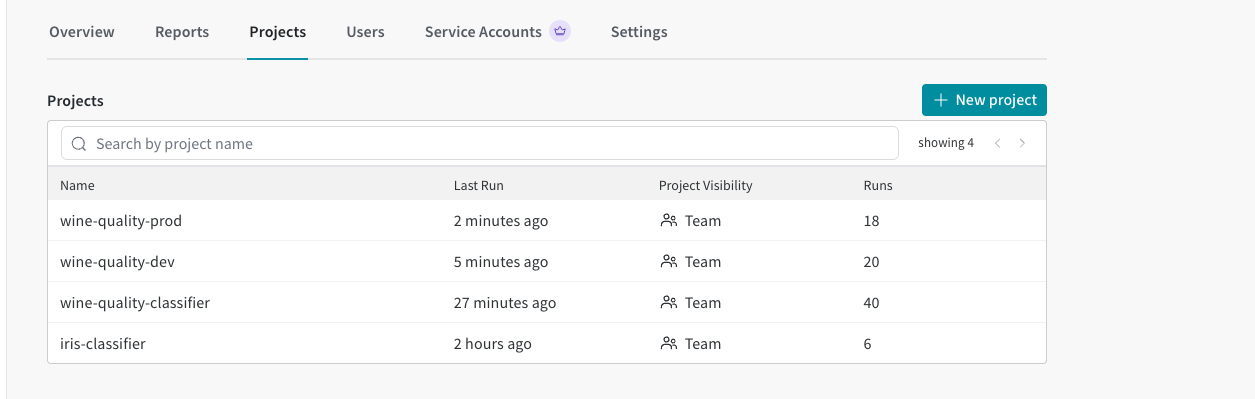 Overview Reports Projects Users Service Accounts Settings
Projects
New project
Search by project name
showing 4
Name Last Run Project Visibility Runs
wine-quality-prod 2 minutes ago Team 18
wine-quality-dev 5 minutes ago Team 20
wine-quality-classifier 27 minutes ago Team 40
iris-classifier 2 hours ago Team 6